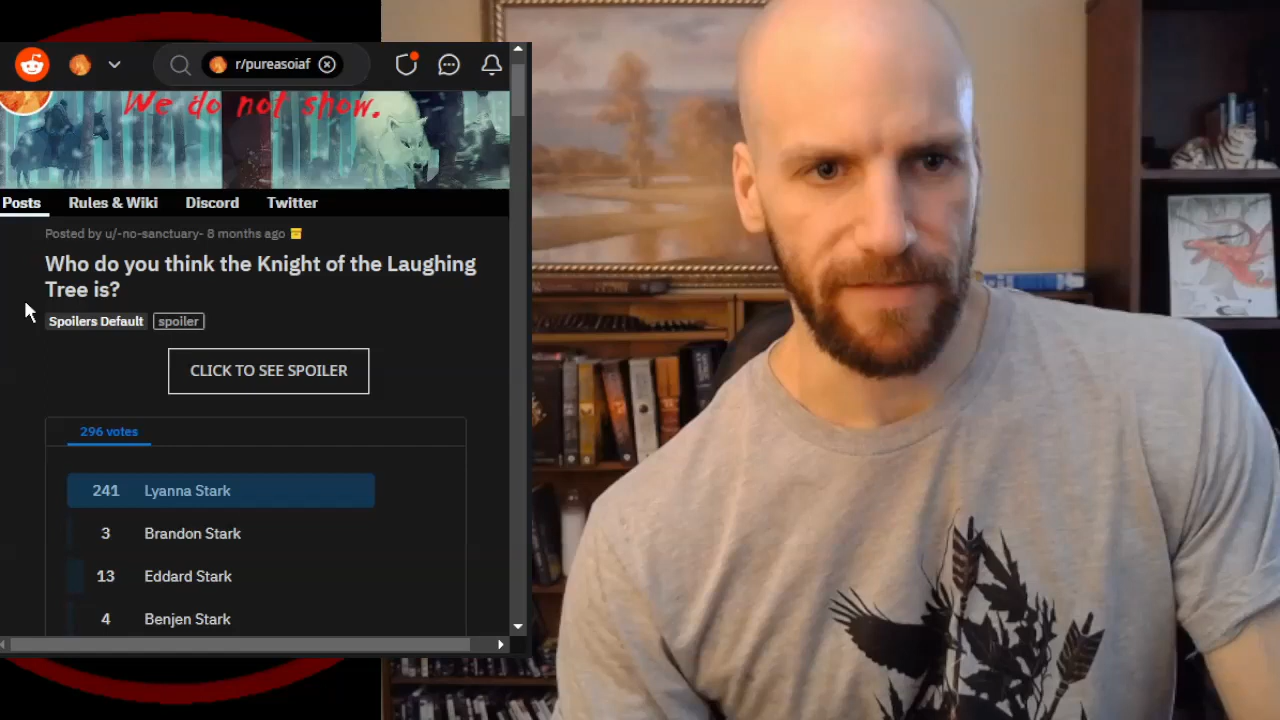 r/pureasoiaf
We do not show.
Posts Rules & Wiki Discord Twitter
Posted by u/-no-sanctuary- 8 months ago
Who do you think the Knight of the Laughing
Tree is?
Spoilers Default spoiler
CLICK TO SEE SPOILER
296 votes
241 Lyanna Stark
3 Brandon Stark
13 Eddard Stark
4 Benjen Stark